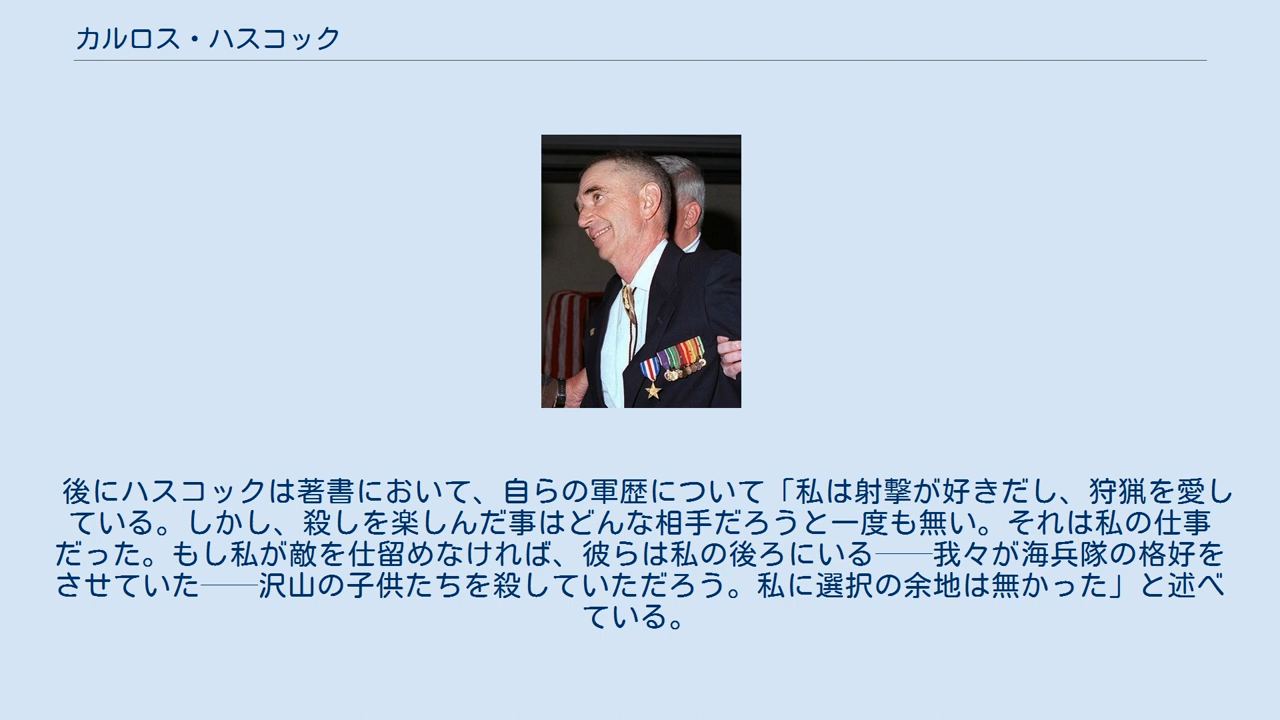 カルロス・ハスコック
後にハスコックは著書において、自らの軍歴について「私は射撃が好きだし、狩猟を愛し
ている。しかし、殺しを楽しんだ事はどんな相手だろうと一度も無い。それは私の仕事
だった。もし私が敵を仕留めなければ、彼らは私の後ろにいる──我々が海兵隊の格好を
させていた──沢山の子供たちを殺していただろう。私に選択の余地は無かった」と述べ
ている。